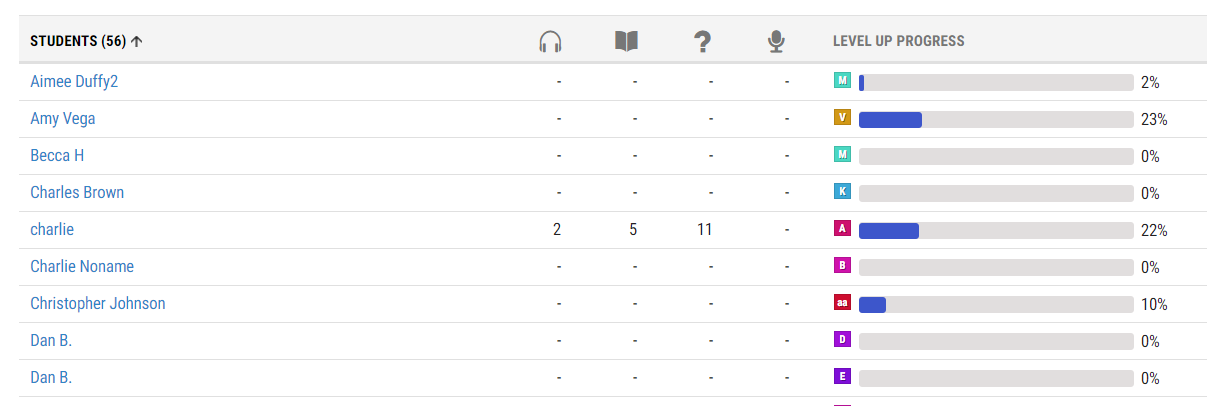 STUDENTS (56) LEVEL UP PROGRESS
Aimee Duffy2 - - - - M 2%
Amy Vega - - - - V 23%
Becca H - - - - M 0%
Charles Brown - - - - K 0%
charlie 2 5 11 - A 22%
Charlie Noname - - - - B 0%
Christopher Johnson - - - - aa 10%
Dan B. - - - - D 0%
Dan B. - - - - E 0%